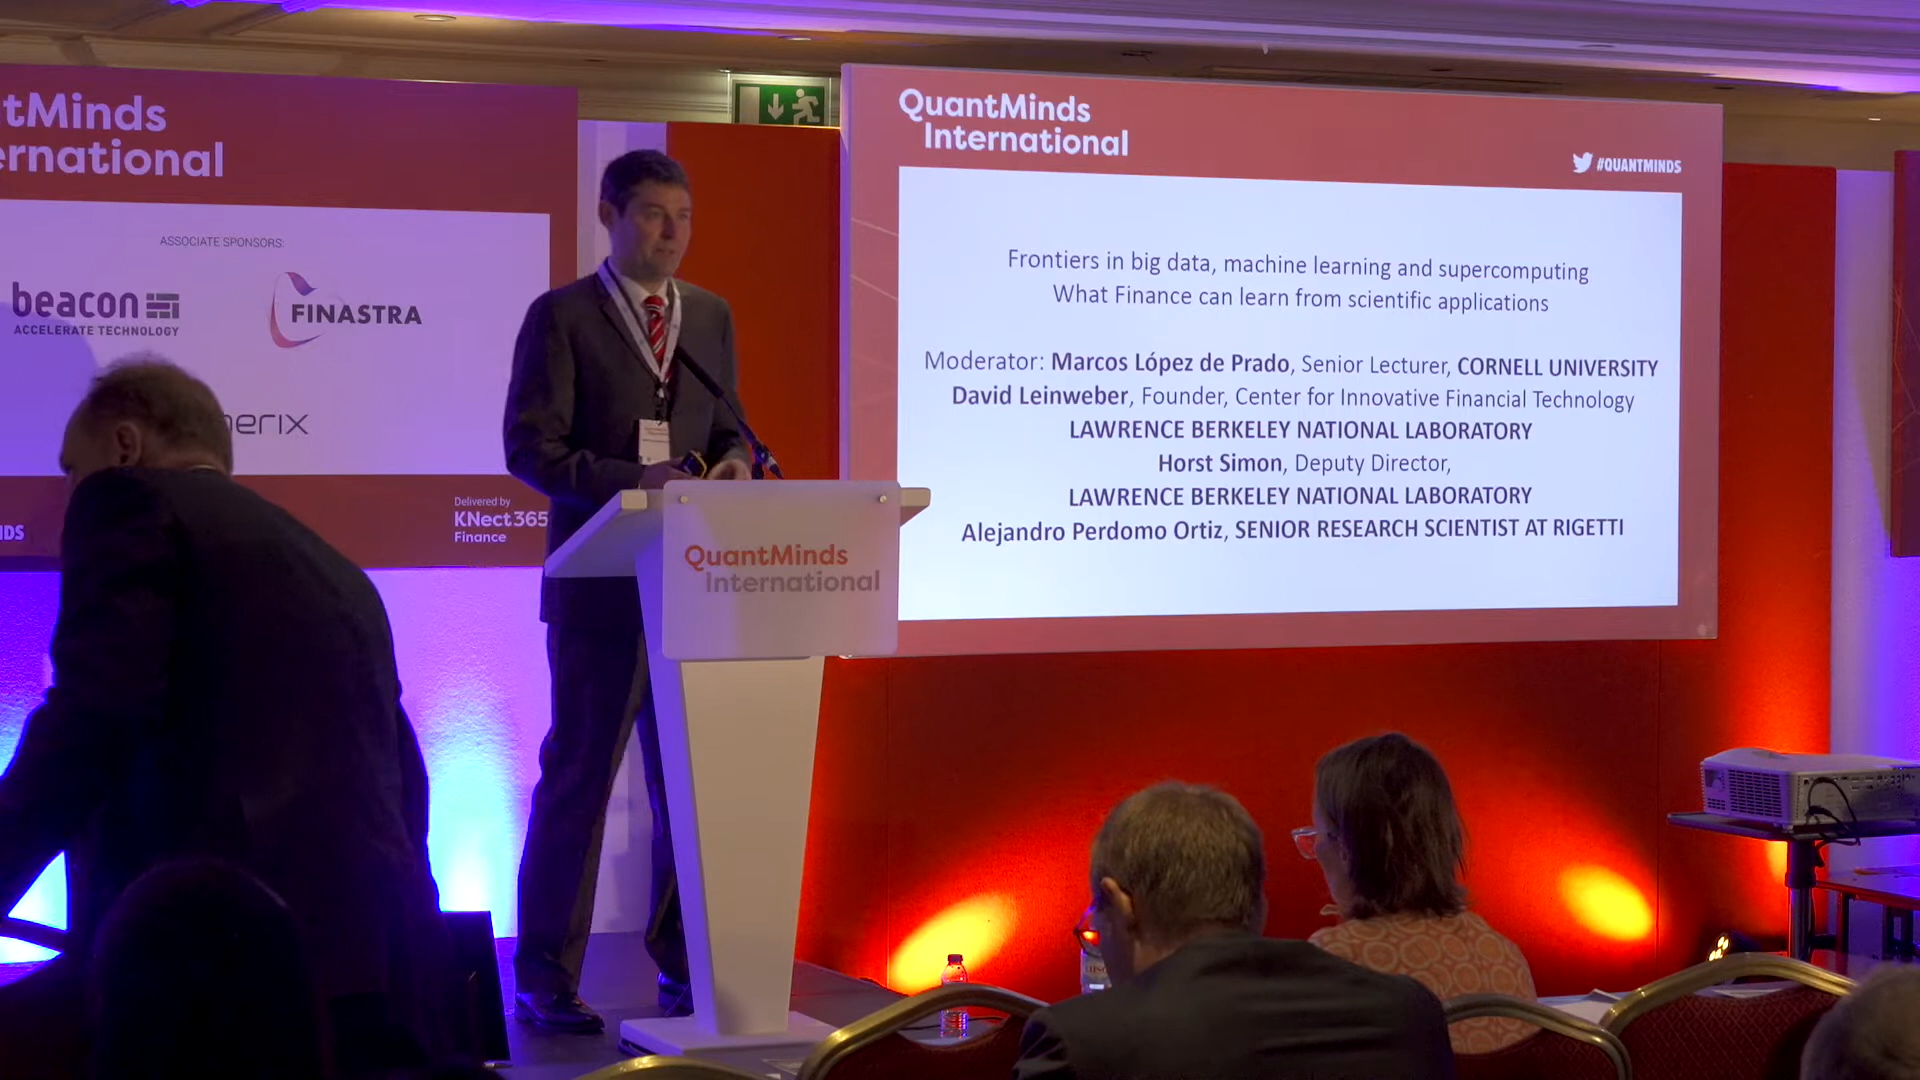 tMinds
ernational
ASSOCIATE SPONSORS:
beacon
ACCELERATE TECHNOLOGY
FINASTRA
erix
Delivered by
KNect365
Finance
DS
QuantMinds
International
#QUANTMINDS
Frontiers in big data, machine learning and supercomputing
What Finance can learn from scientific applications
Moderator: Marcos López de Prado, Senior Lecturer, CORNELL UNIVERSITY
David Leinweber, Founder, Center for Innovative Financial Technology
LAWRENCE BERKELEY NATIONAL LABORATORY
Horst Simon, Deputy Director,
LAWRENCE BERKELEY NATIONAL LABORATORY
Alejandro Perdomo Ortiz, SENIOR RESEARCH SCIENTIST AT RIGETTI
QuantMinds
International